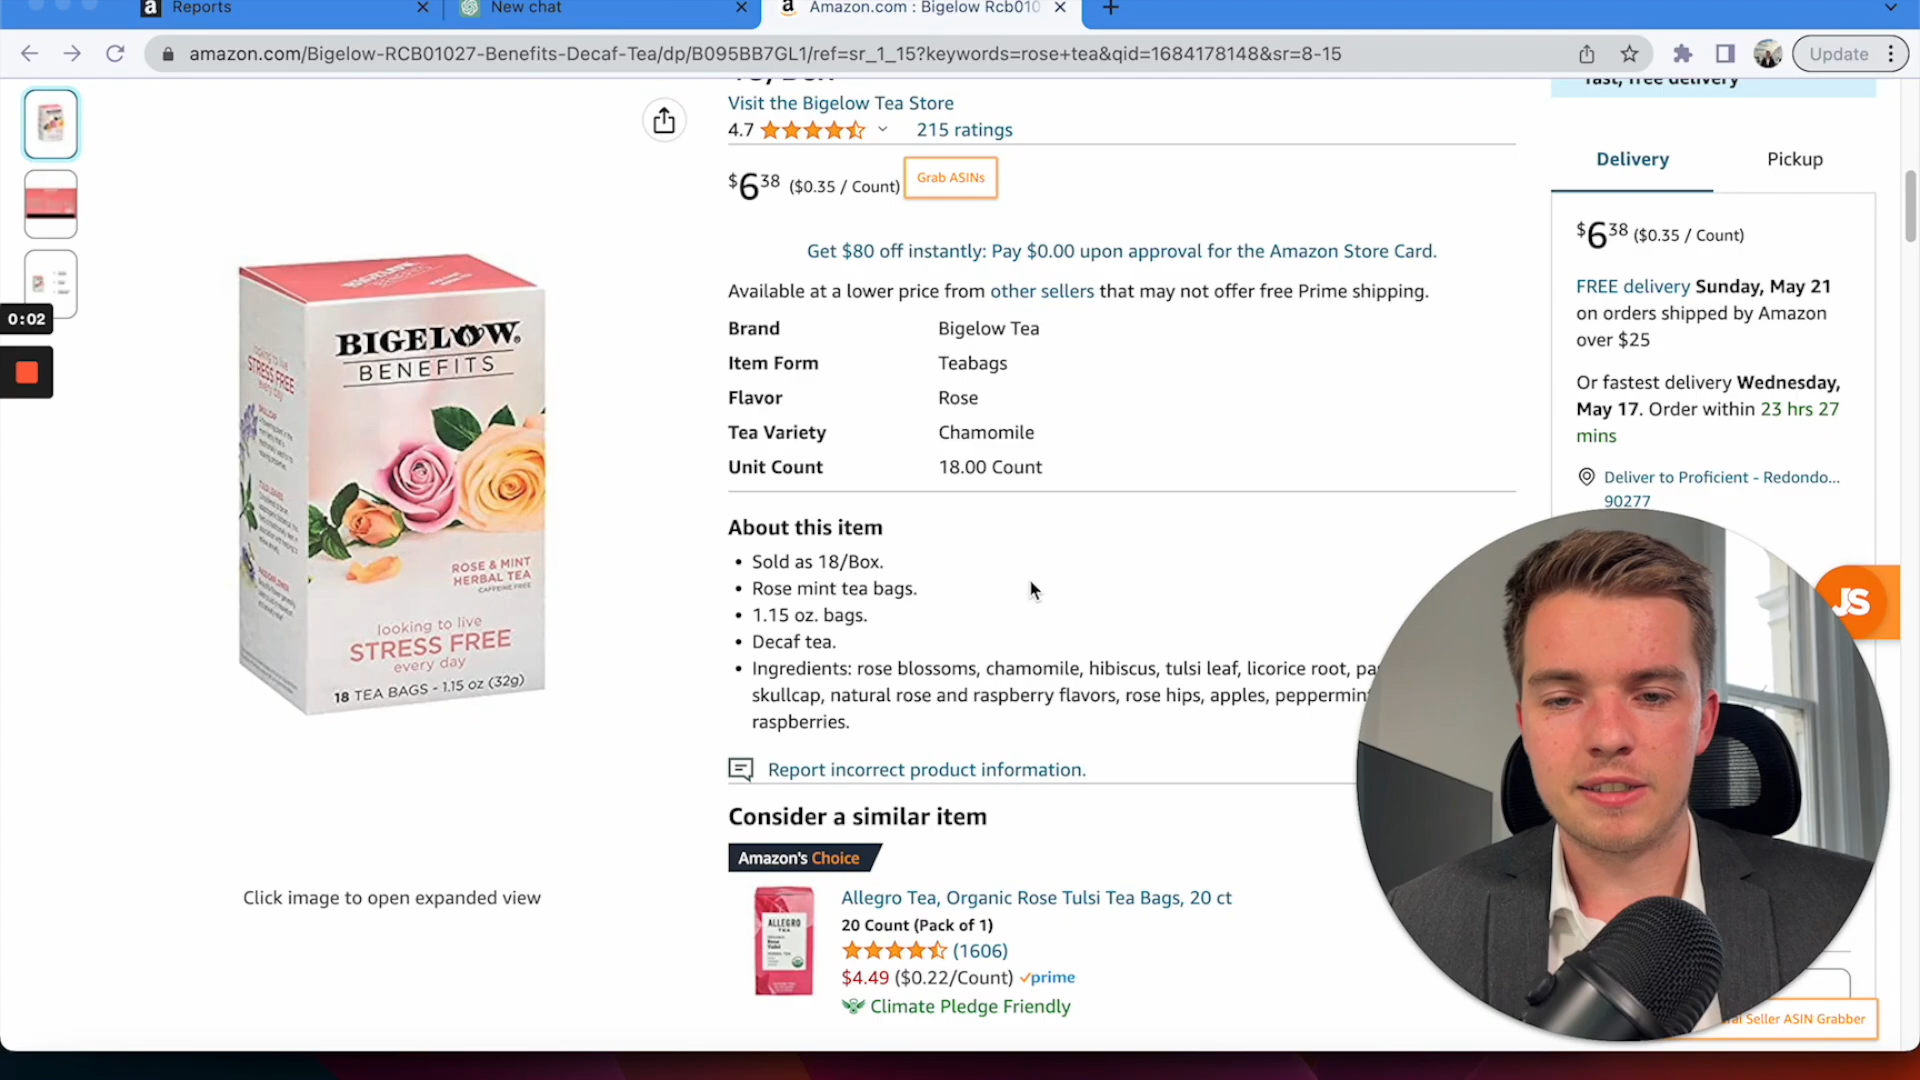 Reports
New chat
Amazon.com : Bigelow Rcb010
amazon.com/Bigelow-RCB01027-Benefits-Decaf-Tea/dp/B095BB7GL1/ref=sr_1_15?keywords=rose+tea&qid=1684178148&sr=8-15
Update
fast, free delivery
Visit the Bigelow Tea Store
4.7
215 ratings
Delivery
Pickup
$6.38 ($0.35 / Count)
Grab ASINs
$6.38 ($0.35 / Count)
Get $80 off instantly: Pay $0.00 upon approval for the Amazon Store Card.
Available at a lower price from other sellers that may not offer free Prime shipping.
FREE delivery Sunday, May 21
on orders shipped by Amazon
over $25
0:02
Brand Bigelow Tea
Item Form Teabags
Flavor Rose
Tea Variety Chamomile
Unit Count 18.00 Count
Or fastest delivery Wednesday,
May 17. Order within 23 hrs 27
mins
Deliver to Proficient - Redondo...
90277
BIGELOW
BENEFITS
looking to live
STRESS FREE
every day
ROSE & MINT
HERBAL TEA
CAFFEINE FREE
looking to live
STRESS FREE
every day
18 TEA BAGS - 1.15 oz (32g)
About this item
• Sold as 18/Box.
• Rose mint tea bags.
• 1.15 oz. bags.
• Decaf tea.
• Ingredients: rose blossoms, chamomile, hibiscus, tulsi leaf, licorice root,
skullcap, natural rose and raspberry flavors, rose hips, apples,
raspberries.
JS
Report incorrect product information.
Consider a similar item
Amazon's Choice
ALLEGRO
TEA
Allegro Tea, Organic Rose Tulsi Tea Bags, 20 ct
20 Count (Pack of 1)
(1606)
$4.49 ($0.22/Count) prime
Climate Pledge Friendly
Click image to open expanded view
Seller ASIN Grabber